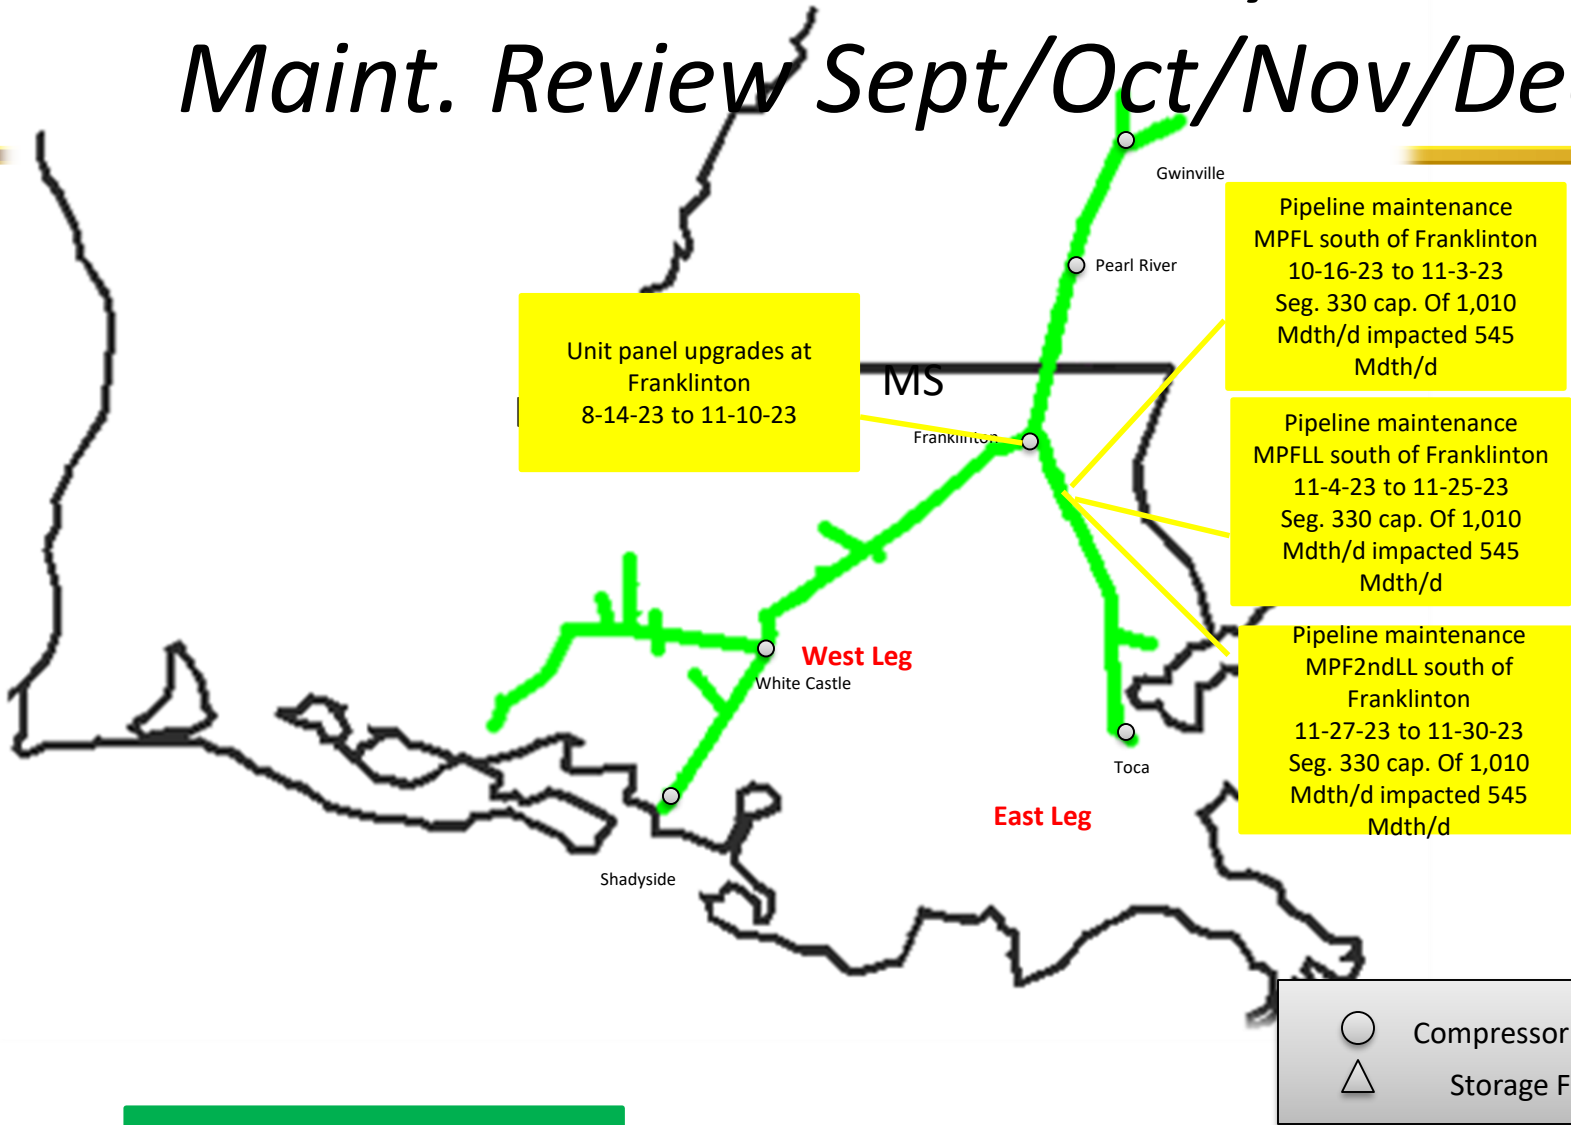 Maint. Review Sept/Oct/Nov/De
Gwinville
Pipeline maintenance
MPFL south of Franklinton
10-16-23 to 11-3-23
Seg. 330 cap. Of 1,010
Mdth/d impacted 545
Mdth/d
Pearl River
Unit panel upgrades at
Franklinton
8-14-23 to 11-10-23
MS
Franklinton
Pipeline maintenance
MPFLL south of Franklinton
11-4-23 to 11-25-23
Seg. 330 cap. Of 1,010
Mdth/d impacted 545
Mdth/d
Pipeline maintenance
MPF2ndLL south of
Franklinton
11-27-23 to 11-30-23
Seg. 330 cap. Of 1,010
Mdth/d impacted 545
Mdth/d
West Leg
White Castle
Toca
East Leg
Shadyside
Compressor
Storage F